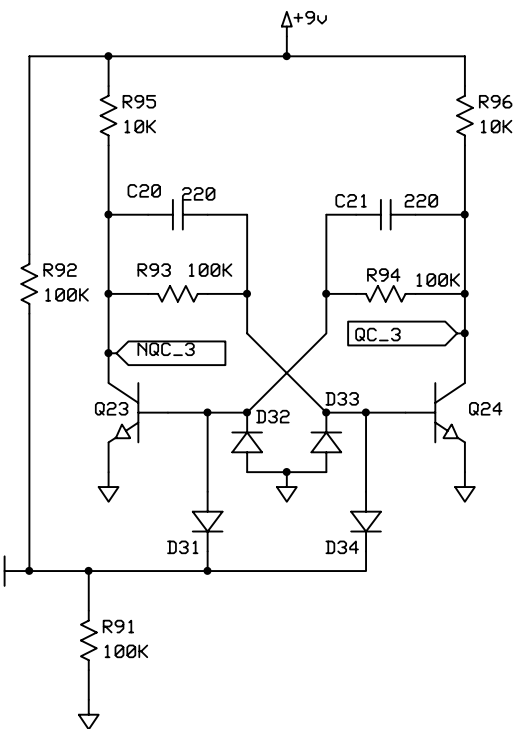 +9v
R95
10K
R96
10K
C20 220
C21 220
R92
100K
R93 100K
R94 100K
NQC_3
QC_3
Q23
D32
D33
Q24
D31
D34
R91
100K